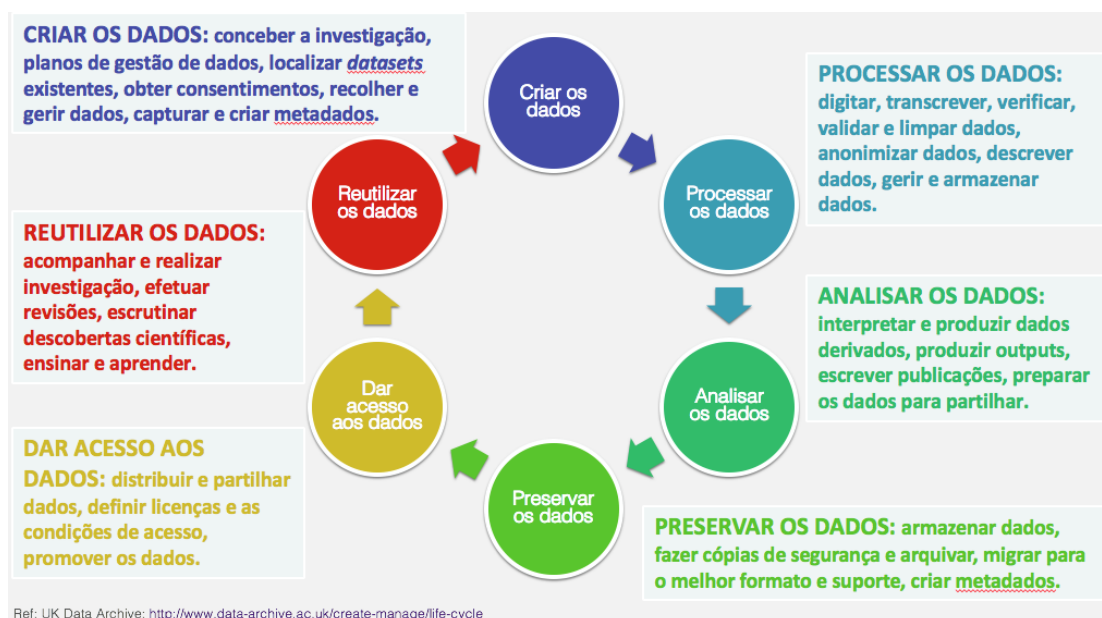 CRIAR OS DADOS: conceber a investigação,
planos de gestão de dados, localizar datasets
existentes, obter consentimentos, recolher e
gerir dados, capturar e criar metadados.
Criar os
dados
PROCESSAR OS DADOS:
digitar, transcrever, verificar,
validar e limpar dados,
anonimizar dados, descrever
dados, gerir e armazenar
dados.
Reutilizar
os dados
Processar
os dados
REUTILIZAR OS DADOS:
acompanhar e realizar
investigação, efetuar
revisões, escrutinar
descobertas científicas,
ensinar e aprender.
ANALISAR OS DADOS:
interpretar e produzir dados
derivados, produzir outputs,
escrever publicações, preparar
os dados para partilhar.
Dar
acesso
aos dados
Analisar
os dados
DAR ACESSO AOS
DADOS: distribuir e partilhar
dados, definir licenças e as
condições de acesso,
promover os dados.
Preservar
os dados
PRESERVAR OS DADOS: armazenar dados,
fazer cópias de segurança e arquivar, migrar para
o melhor formato e suporte, criar metadados.
Ref: UK Data Archive: http://www.data-archive.ac.uk/create-manage/life-cycle